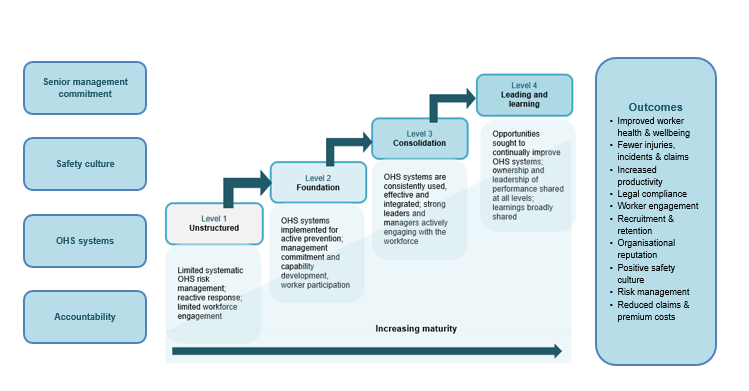 Senior management
commitment
Safety culture
OHS systems
Accountability
Level 1
Unstructured
Limited systematic
OHS risk
management;
reactive response;
limited workforce
engagement
Level 2
Foundation
OHS systems
implemented for
active prevention;
management
commitment and
capability
development,
worker participation
Level 3
Consolidation
OHS systems are
consistently used,
effective and
integrated; strong
leaders and
managers actively
engaging with the
workforce
Level 4
Leading and
learning
Opportunities
sought to
continually improve
OHS systems;
ownership and
leadership of
performance shared
at all levels;
learnings broadly
shared
Increasing maturity
Outcomes
• Improved worker
health & wellbeing
• Fewer injuries,
incidents & claims
• Increased
productivity
• Legal compliance
• Worker engagement
• Recruitment &
retention
• Organisational
reputation
• Positive safety
culture
• Risk management
• Reduced claims &
premium costs